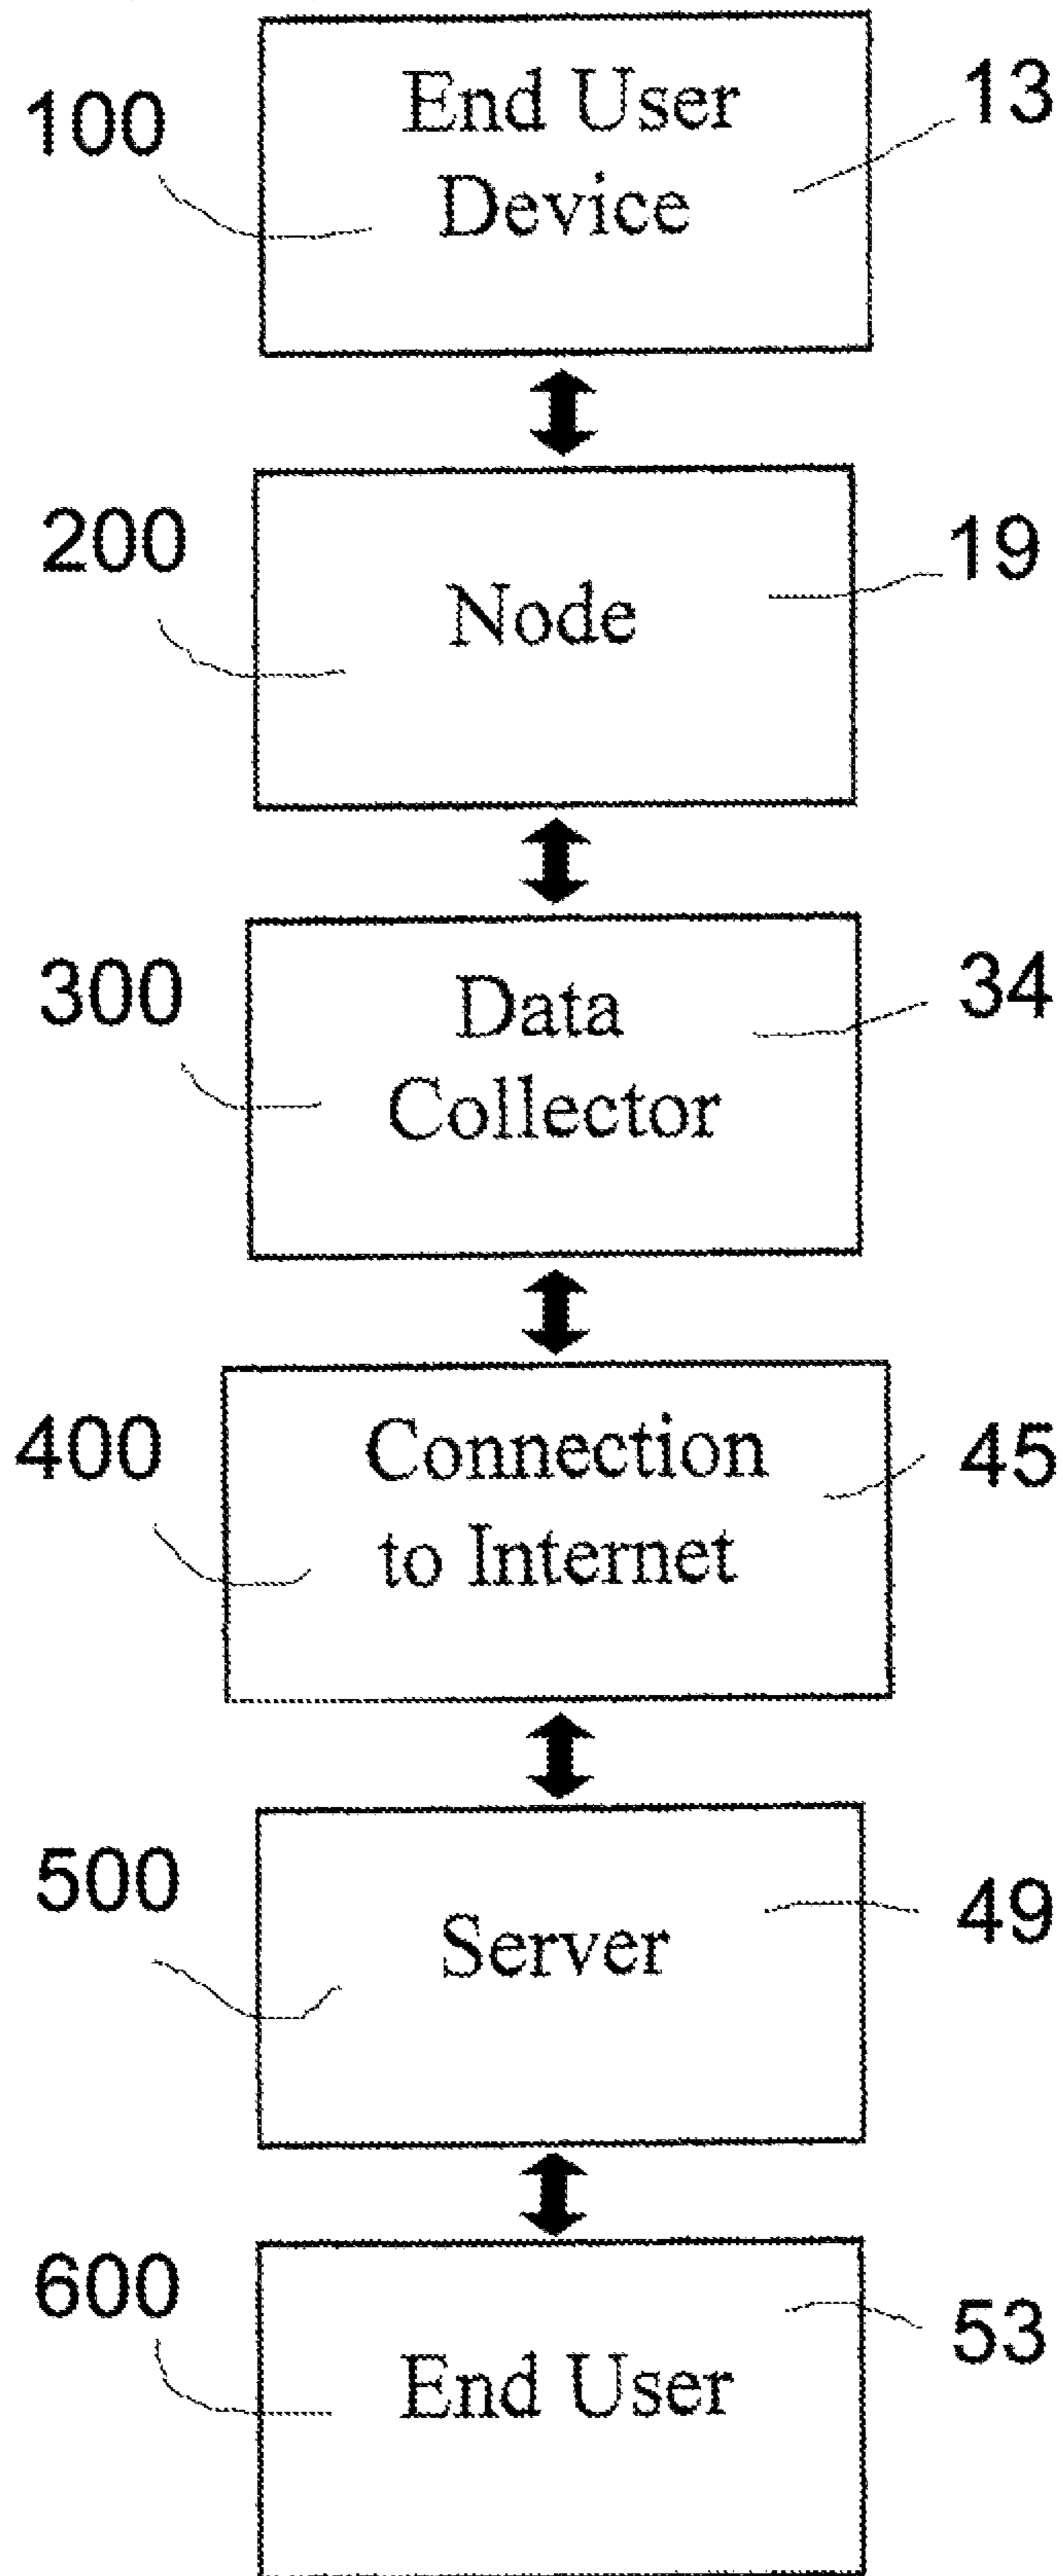 100
End User
Device
13
200
Node
19
300
Data
Collector
34
400
Connection
to Internet
45
500
Server
49
600
End User
53